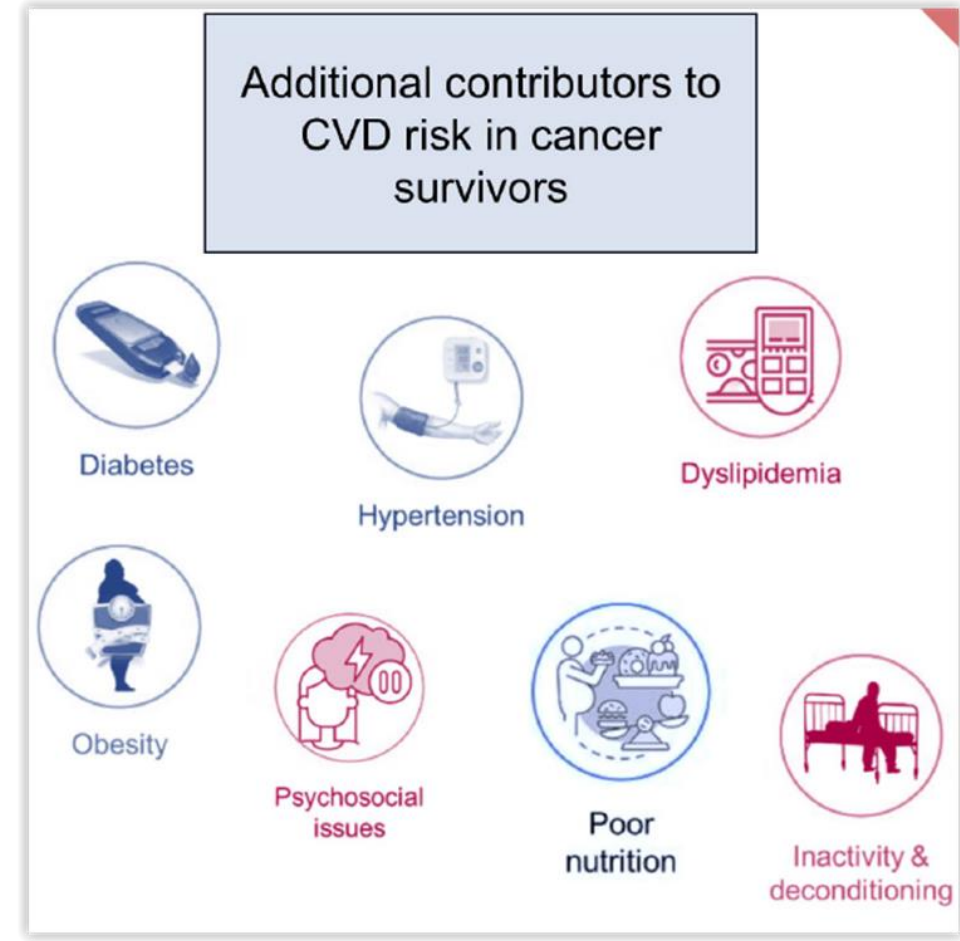 Additional contributors to
CVD risk in cancer
survivors
Diabetes
Hypertension
Dyslipidemia
Obesity
Psychosocial
issues
Poor
nutrition
Inactivity &
deconditioning